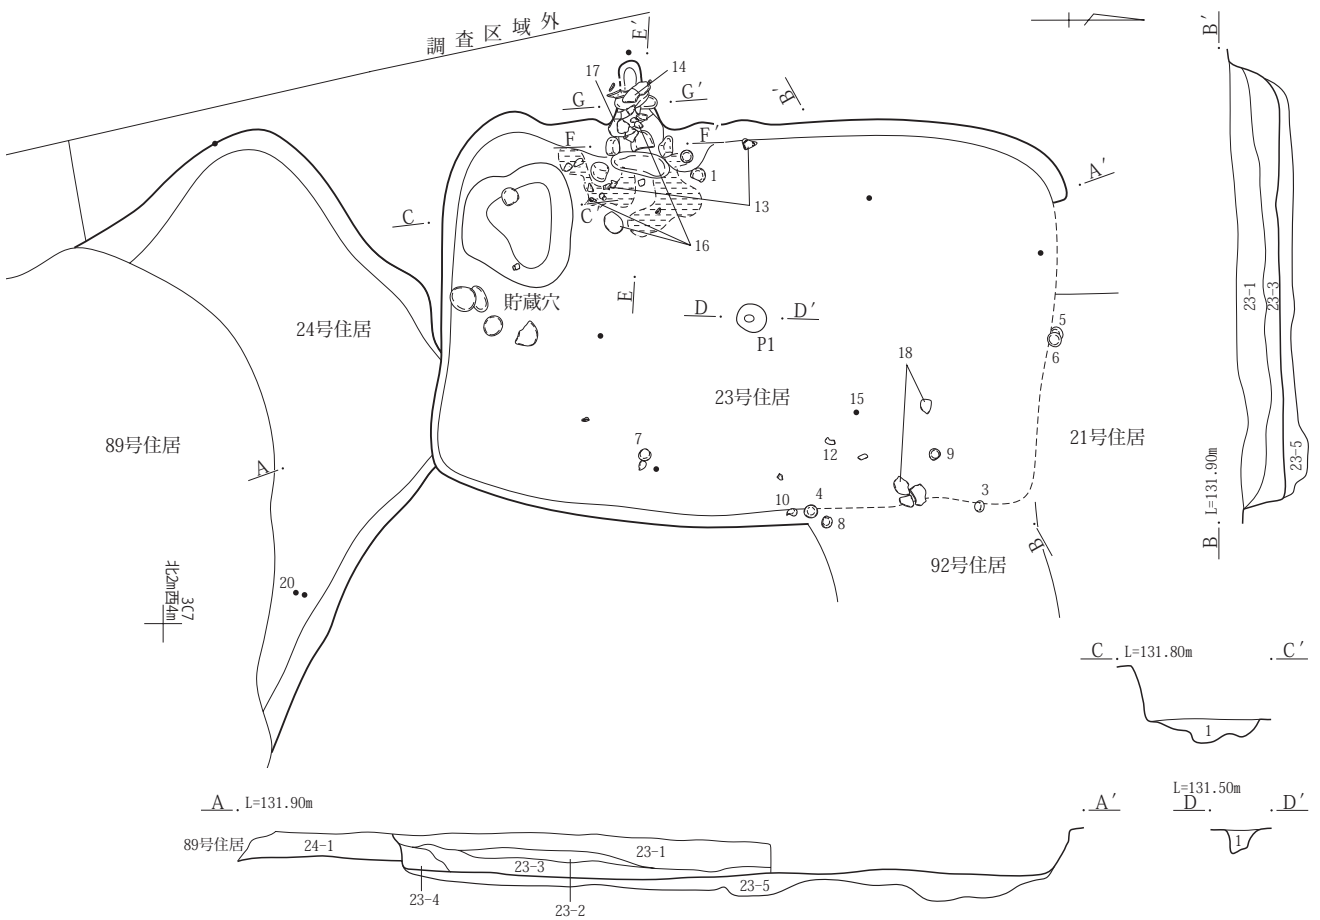 調査区域外
E′
B′
17
14
G
G′
B′
F
F′
A′
1
C
C′
13
16
E
貯蔵穴
D
D′
P1
5
6
24号住居
18
23号住居
15
89号住居
21号住居
7
12
9
A
10
4
8
3
B
92号住居
20
3C7
北2m西4m
23-1
23-3
23-5
B
L=131.90m
C
L=131.80m
C′
1
A
L=131.90m
A′
L=131.50m
D
D′
1
89号住居
24-1
23-1
23-3
23-5
23-4
23-2